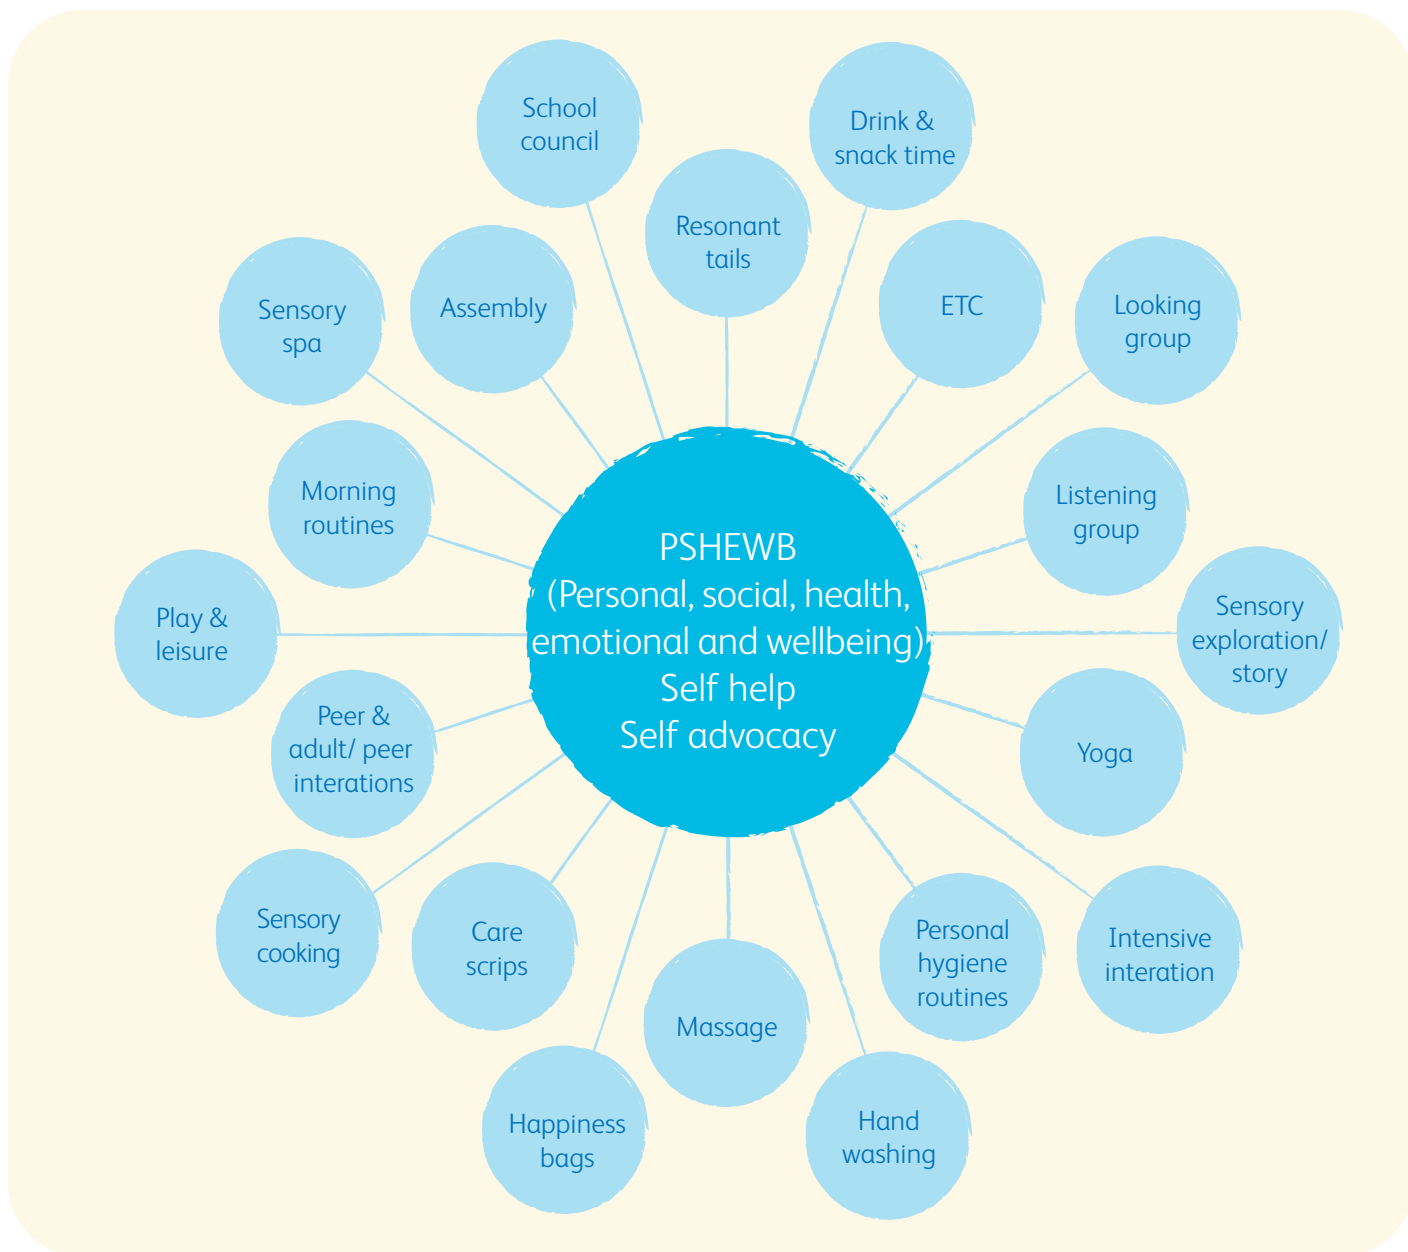 School
council
Drink &
snack time
Resonant
tails
Sensory
spa
Assembly
ETC
Looking
group
Morning
routines
Listening
group
PSHEWB
(Personal, social, health,
emotional and wellbeing)
Self help
Self advocacy
Play &
leisure
Sensory
exploration/
story
Peer &
adult/ peer
interations
Yoga
Sensory
cooking
Care
scrips
Personal
hygiene
routines
Intensive
interation
Massage
Happiness
bags
Hand
washing